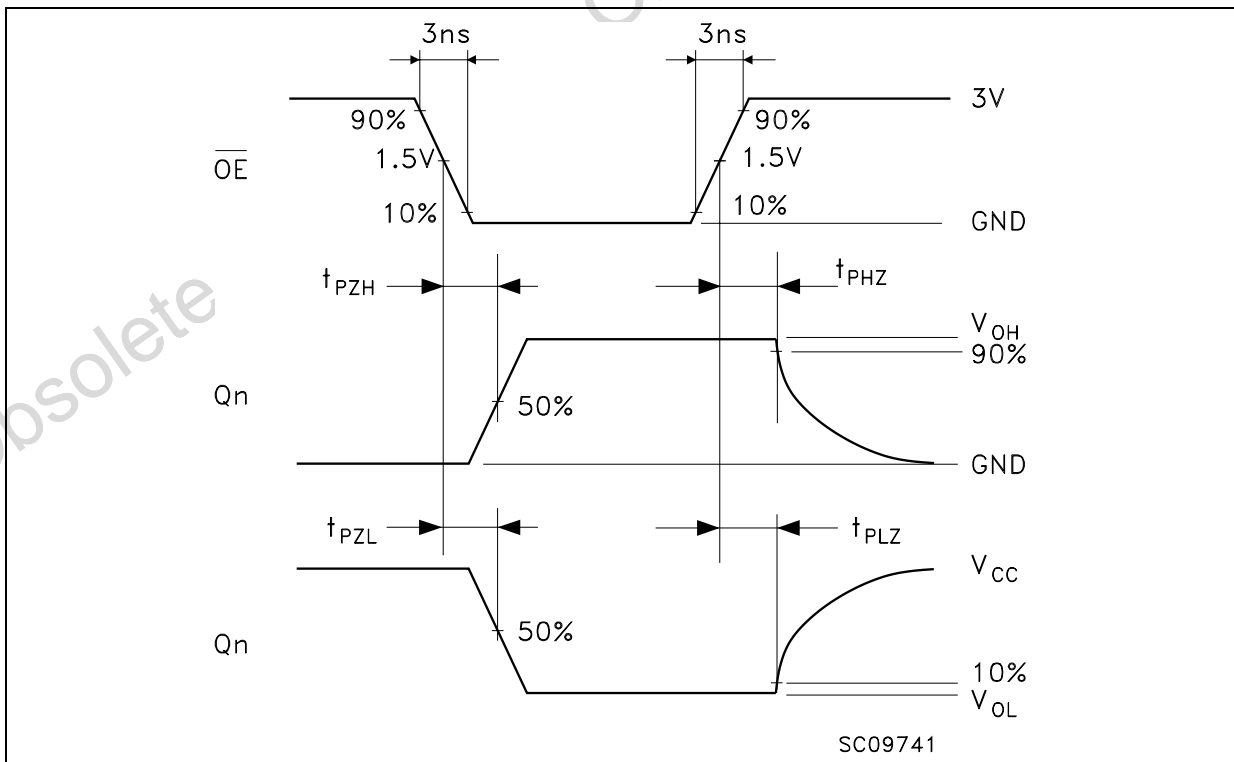 3ns 3ns
3V
90% 90%
OE 1.5V 1.5V
10% 10%
GND
tPZH tPHZ
VOH
90%
Qn 50%
GND
tPZL tPLZ
VCC
Qn 50%
10%
VOL
SC09741
obsolete